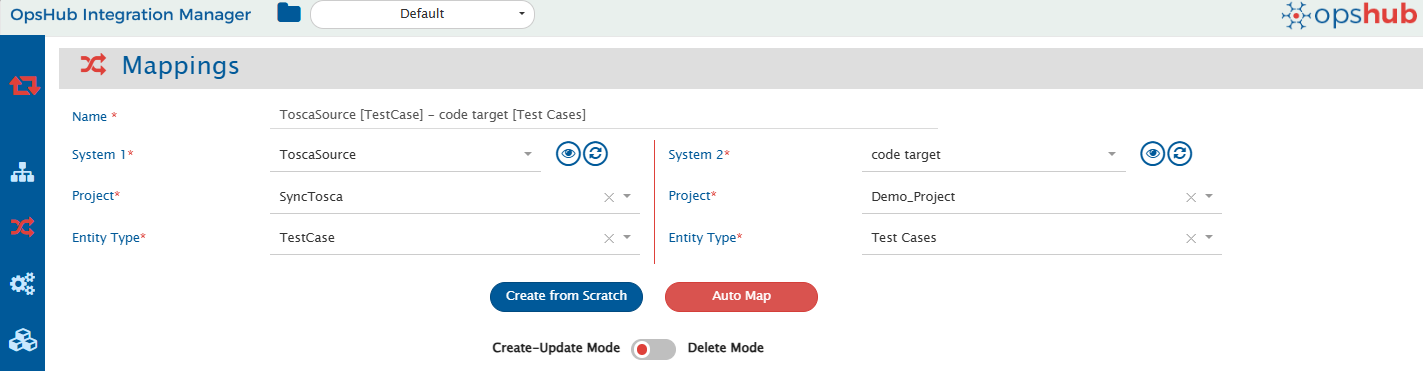 OpsHub Integration Manager Default opshub
Mappings
Name * ToscaSource [TestCase] - code target [Test Cases]
System 1* ToscaSource System 2* code target
Project* SyncTosca Project* Demo_Project
Entity Type* TestCase Entity Type* Test Cases
Create from Scratch Auto Map
Create-Update Mode Delete Mode